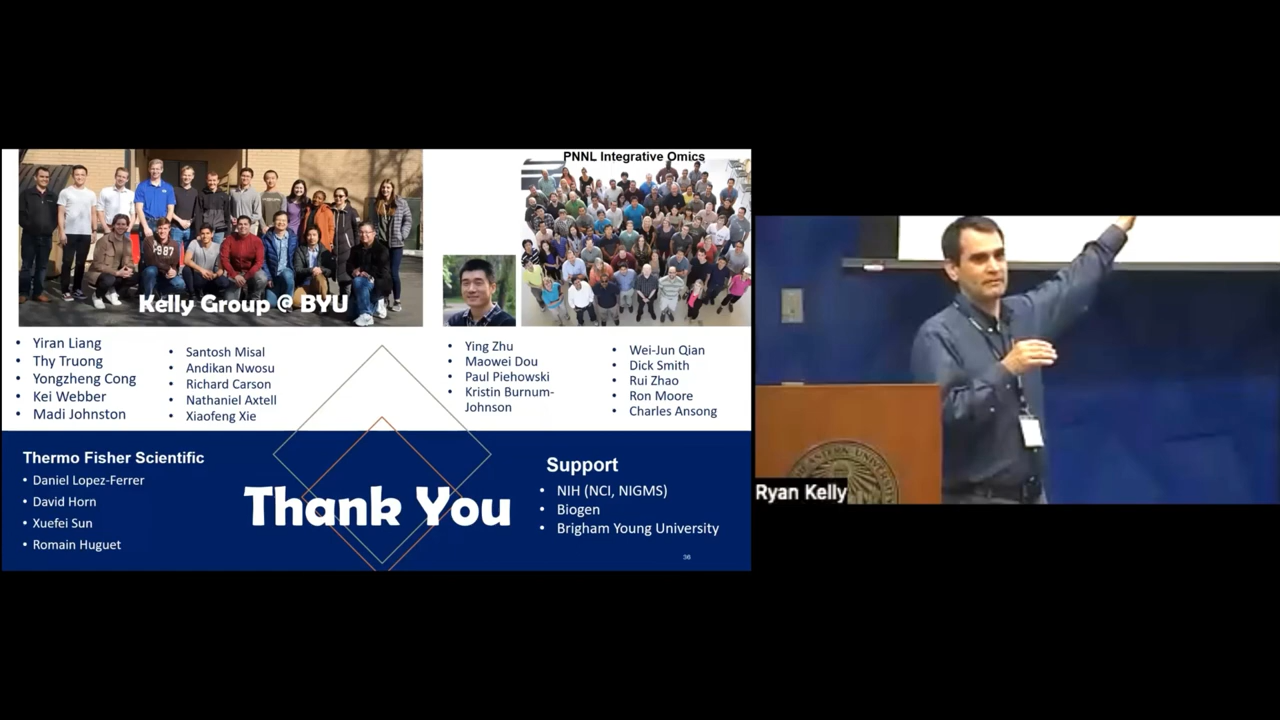 PNNL Integrative Omics
987
Kelly Group @ BYU
• Yiran Liang
• Thy Truong
• Yongzheng Cong
• Kei Webber
• Madi Johnston
• Santosh Misal
• Andikan Nwosu
• Richard Carson
• Nathaniel Axtell
• Xiaofeng Xie
• Ying Zhu
• Maowei Dou
• Paul Piehowski
• Kristin Burnum-
Johnson
• Wei-Jun Qian
• Dick Smith
• Rui Zhao
• Ron Moore
• Charles Ansong
Thermo Fisher Scientific
• Daniel Lopez-Ferrer
• David Horn
• Xuefei Sun
• Romain Huguet
Thank You
Support
• NIH (NCI, NIGMS)
• Biogen
• Brigham Young University
36
Ryan Kelly